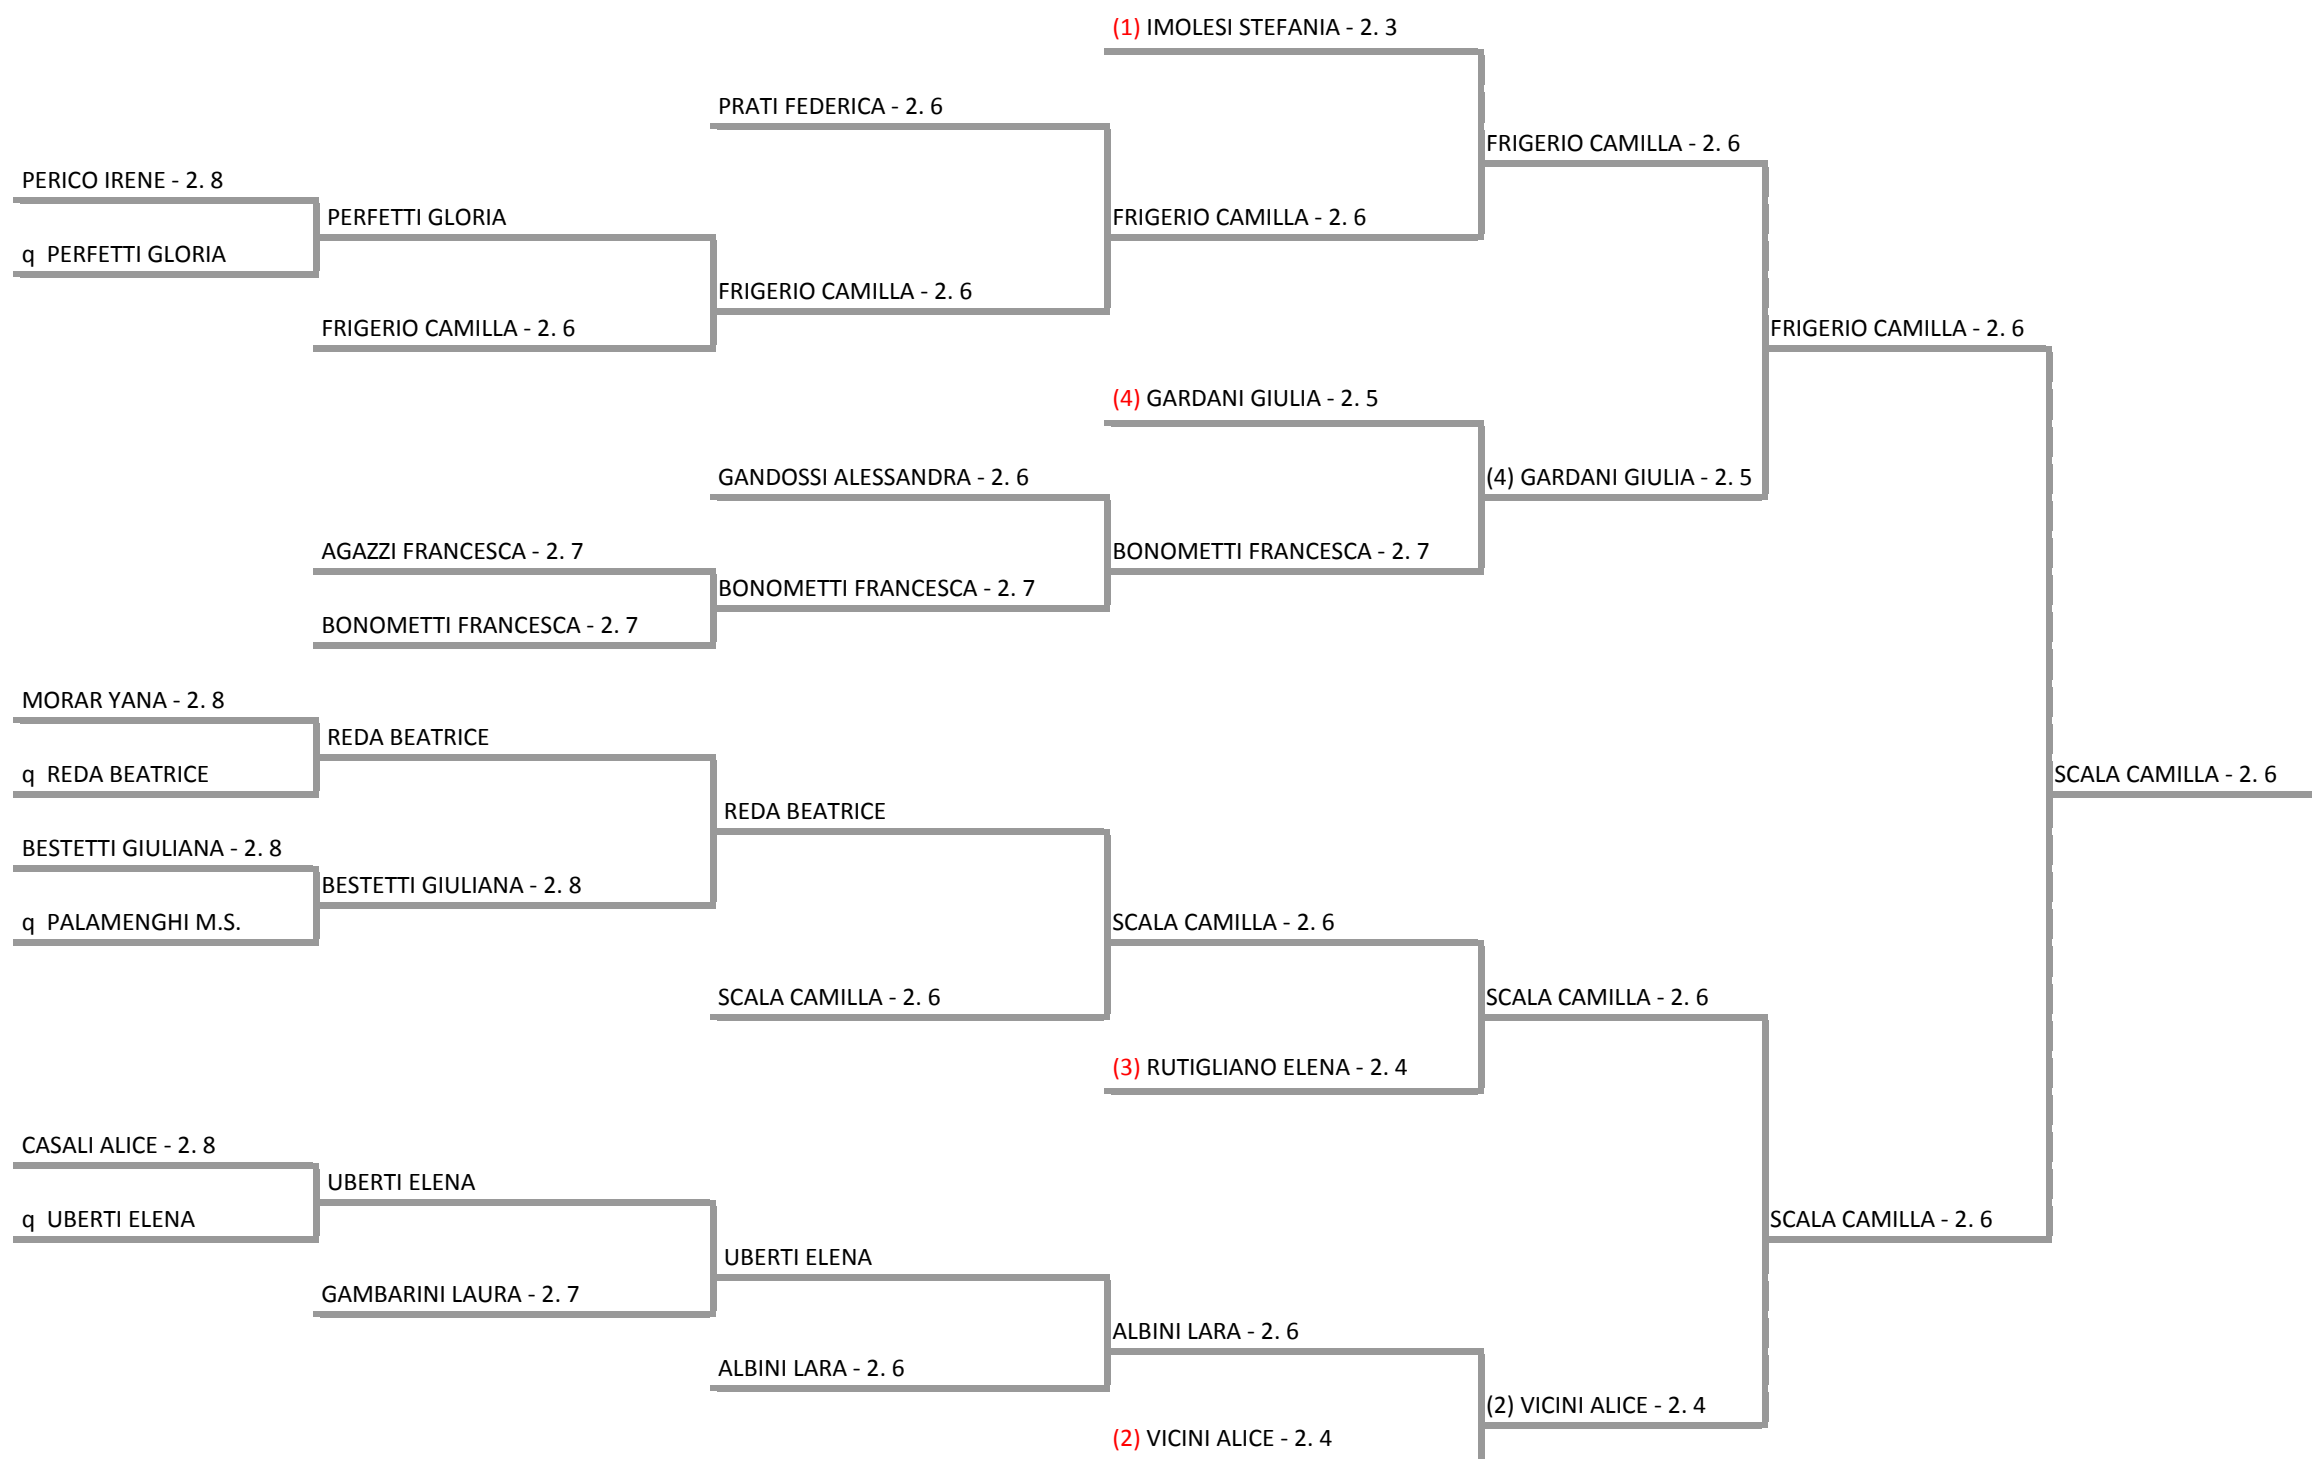 (1) IMOLESI STEFANIA - 2. 3
PRATI FEDERICA - 2. 6
FRIGERIO CAMILLA - 2. 6
PERICO IRENE - 2. 8
PERFETTI GLORIA
FRIGERIO CAMILLA - 2. 6
q PERFETTI GLORIA
FRIGERIO CAMILLA - 2. 6
FRIGERIO CAMILLA - 2. 6
FRIGERIO CAMILLA - 2. 6
(4) GARDANI GIULIA - 2. 5
GANDOSSI ALESSANDRA - 2. 6
(4) GARDANI GIULIA - 2. 5
AGAZZI FRANCESCA - 2. 7
BONOMETTI FRANCESCA - 2. 7
BONOMETTI FRANCESCA - 2. 7
BONOMETTI FRANCESCA - 2. 7
MORAR YANA - 2. 8
REDA BEATRICE
q REDA BEATRICE
SCALA CAMILLA - 2. 6
REDA BEATRICE
BESTETTI GIULIANA - 2. 8
BESTETTI GIULIANA - 2. 8
q PALAMENGHI M.S.
SCALA CAMILLA - 2. 6
SCALA CAMILLA - 2. 6
SCALA CAMILLA - 2. 6
(3) RUTIGLIANO ELENA - 2. 4
CASALI ALICE - 2. 8
UBERTI ELENA
q UBERTI ELENA
SCALA CAMILLA - 2. 6
UBERTI ELENA
GAMBARINI LAURA - 2. 7
ALBINI LARA - 2. 6
ALBINI LARA - 2. 6
(2) VICINI ALICE - 2. 4
(2) VICINI ALICE - 2. 4